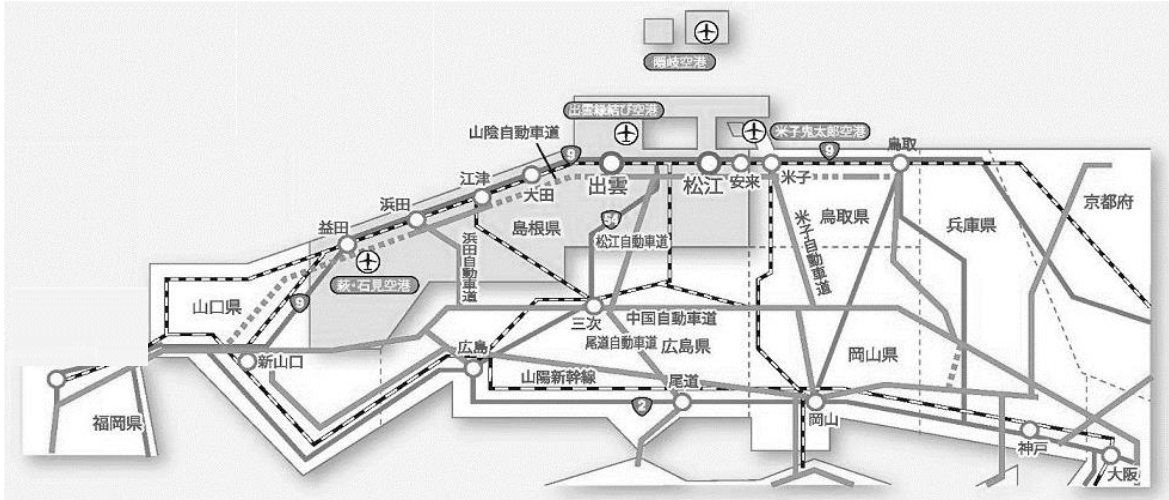 隠岐空港
出雲縁結び空港
米子鬼太郎空港
山陰自動車道
9
9
鳥取
出雲
松江
安来
米子
大田
江津
浜田
益田
島根県
54
松江自動車道
浜田自動車道
米子自動車道
鳥取県
兵庫県
京都府
萩・石見空港
山口県
9
三次
中国自動車道
尾道自動車道
広島県
岡山県
新山口
広島
山陽新幹線
尾道
2
岡山
福岡県
神戸
大阪